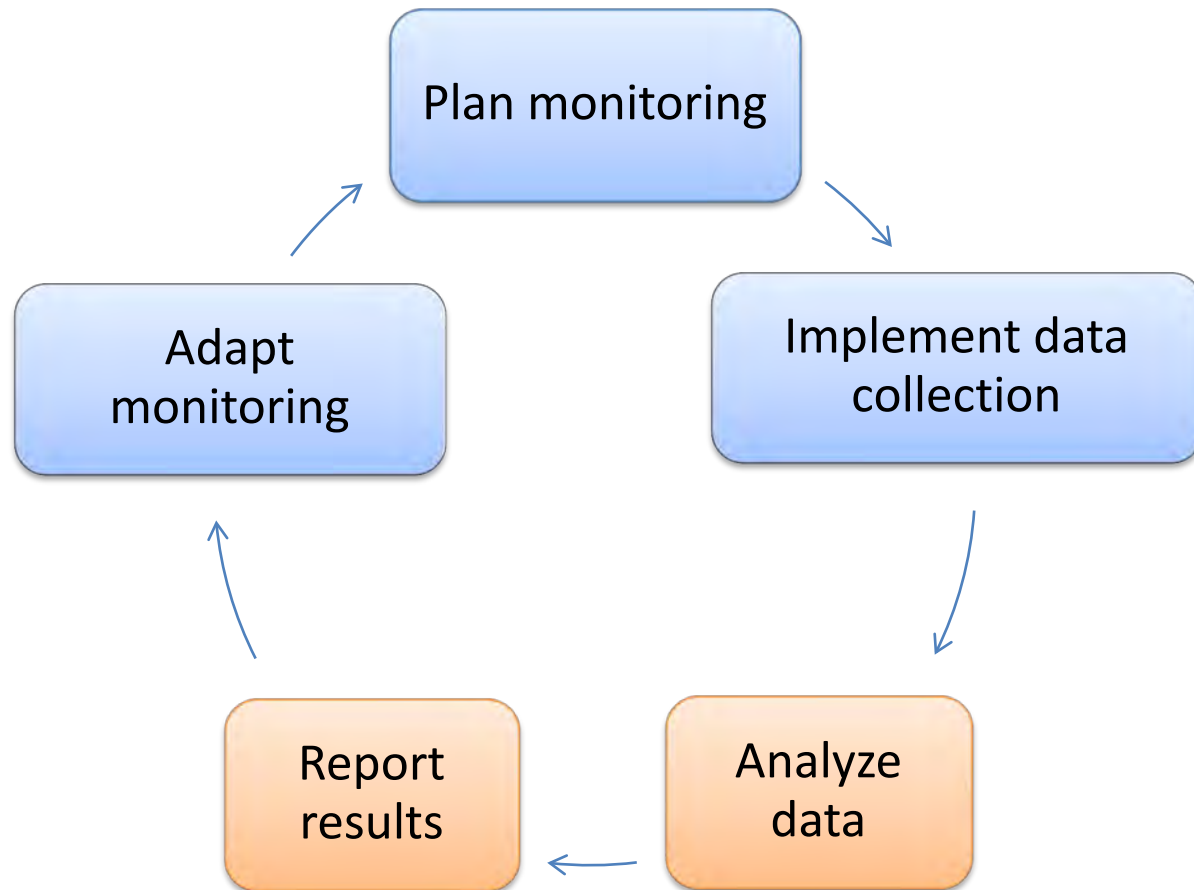 Plan monitoring
Implement data
collection
Analyze
data
Report
results
Adapt
monitoring